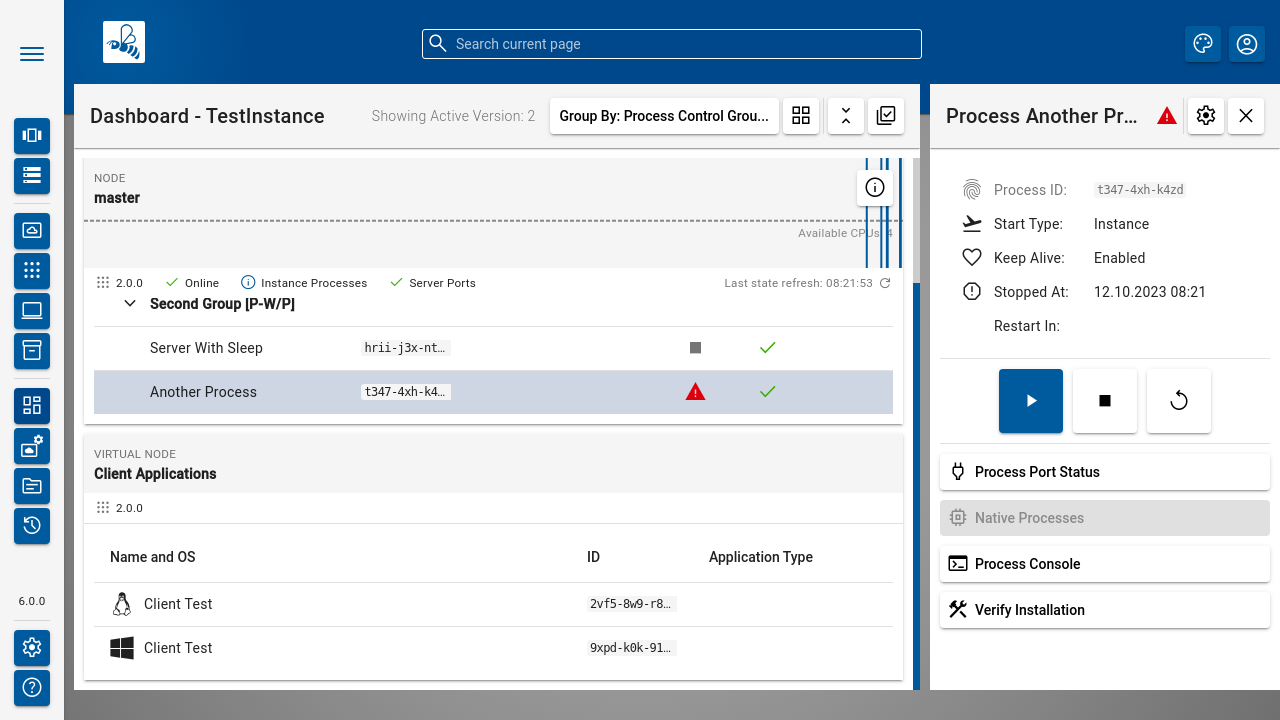 Search current page
Dashboard - TestInstance
Showing Active Version: 2
Group By: Process Control Grou...
Process Another Pr...
NODE
master
Available CPUs: 4
2.0.0
Online
Instance Processes
Server Ports
Last state refresh: 08:21:53
Second Group [P-W/P]
Server With Sleep
hrii-j3x-nt…
Another Process
t347-4xh-k4…
VIRTUAL NODE
Client Applications
2.0.0
Name and OS
ID
Application Type
Client Test
2vf5-8w9-r8…
Client Test
9xpd-k0k-91…
Process ID:
t347-4xh-k4zd
Start Type:
Instance
Keep Alive:
Enabled
Stopped At:
12.10.2023 08:21
Restart In:
Process Port Status
Native Processes
Process Console
Verify Installation
6.0.0